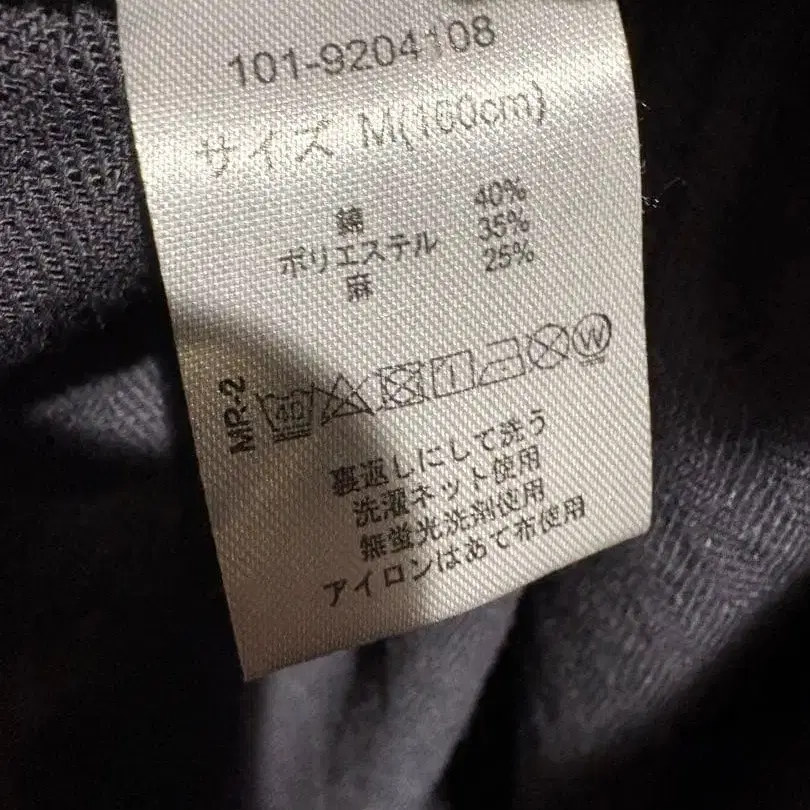 101-9204108
サイズ M(160cm)
綿 40%
ポリエステル 35%
麻 25%
MR-2
40 W
裏返しにして洗う
洗濯ネット使用
無蛍光洗剤使用
アイロンはあて布使用